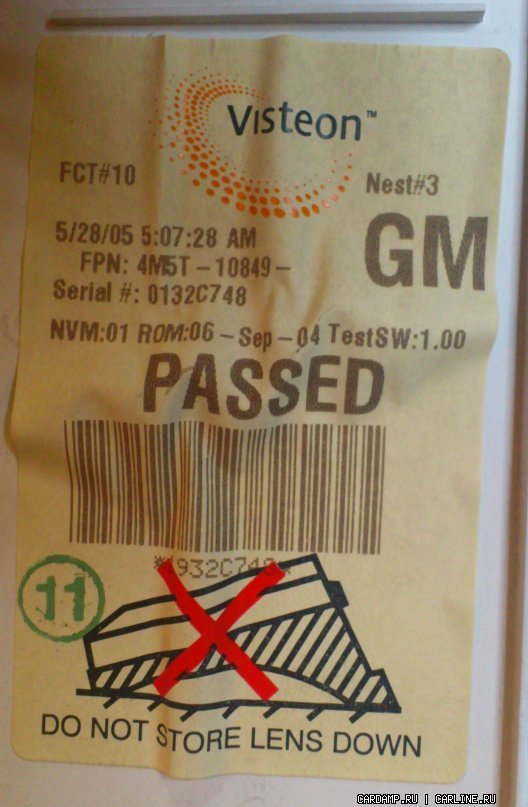 Visteon™
FCT#10
Nest#3
GM
5/28/05 5:07:28 AM
FPN: 4M5T-10849-
Serial #: 0132C748
NVM:01 ROM:06-Sep-04 TestSW:1.00
PASSED
11
DO NOT STORE LENS DOWN
CARDAMP.RU | CARLINE.RU